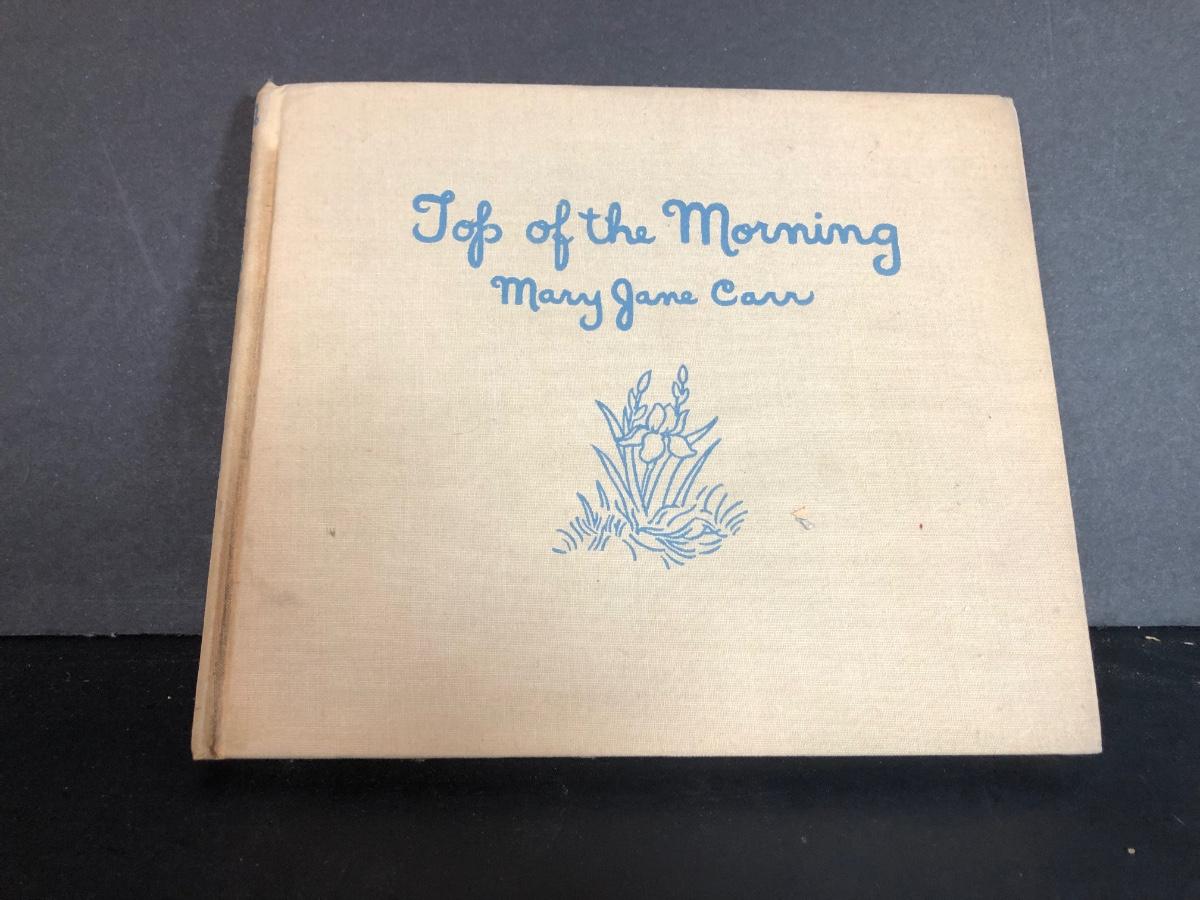 Top of the Morning
Mary Jane Carr